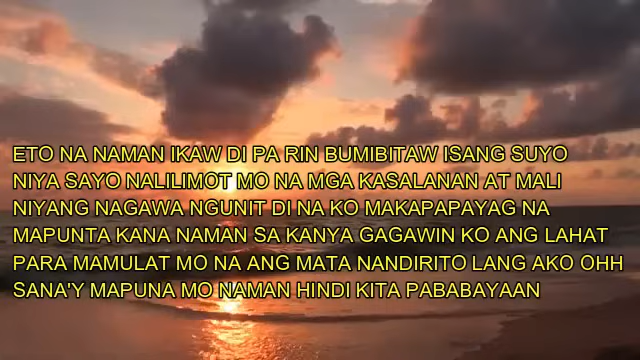 ETO NA NAMAN IKAW DI PA RIN BUMIBITAW ISANG SUYO
NIYA SAYO NALILIMOT MO NA MGA KASALANAN AT MALI
NIYANG NAGAWA NGUNIT DI NA KO MAKAPAPAYAG NA
MAPUNTA KANA NAMAN SA KANYA GAGAWIN KO ANG LAHAT
PARA MAMULAT MO NA ANG MATA NANDIRITO LANG AKO OHH
SANA'Y MAPUNA MO NAMAN HINDI KITA PABABAYAAN